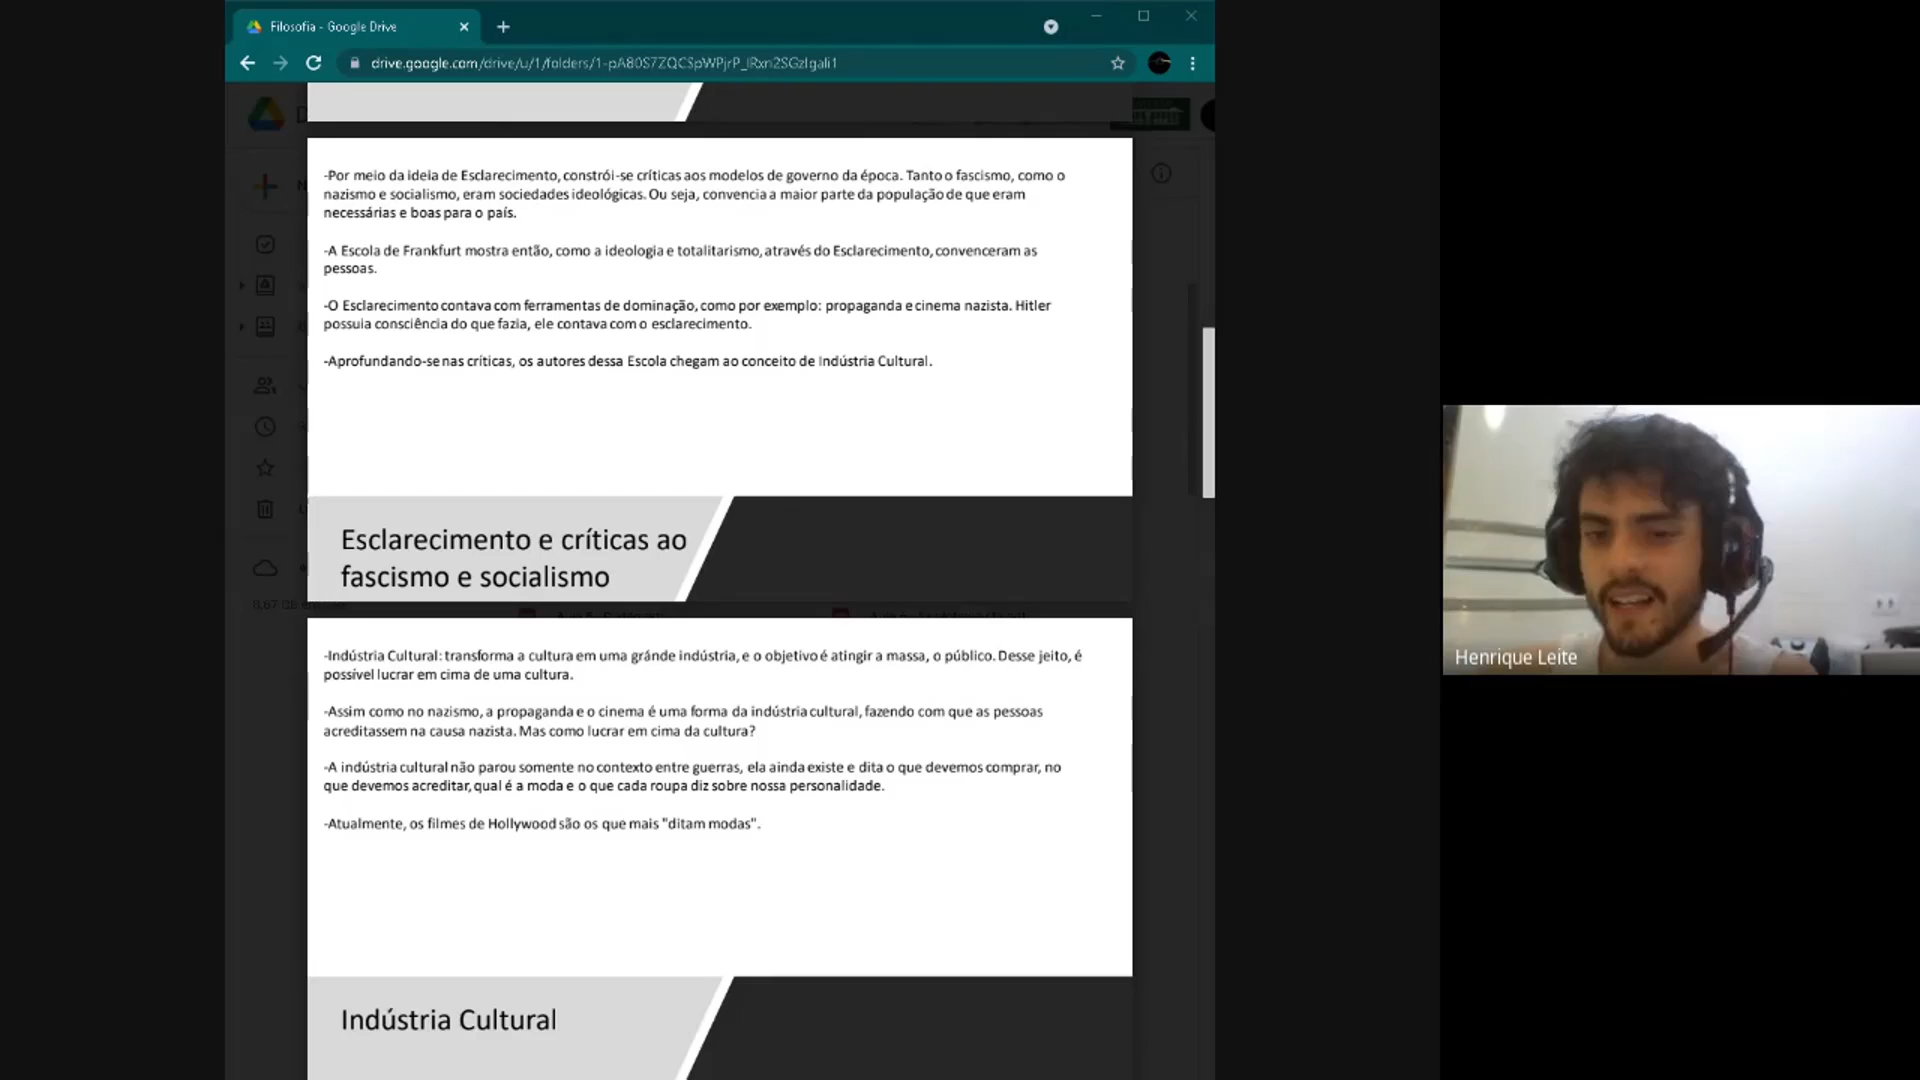 Filosofia - Google Drive
drive.google.com/drive/u/1/folders/1-pA80S7ZQCSpWPjrP_lRxn2SGzIgali1
-Por meio da ideia de Esclarecimento, constrói-se críticas aos modelos de governo da época. Tanto o fascismo, como o
nazismo e socialismo, eram sociedades ideológicas. Ou seja, convencia a maior parte da população de que eram
necessárias e boas para o país.
-A Escola de Frankfurt mostra então, como a ideologia e totalitarismo, através do Esclarecimento, convenceram as
pessoas.
-O Esclarecimento contava com ferramentas de dominação, como por exemplo: propaganda e cinema nazista. Hitler
possuia consciência do que fazia, ele contava com o esclarecimento.
-Aprofundando-se nas críticas, os autores dessa Escola chegam ao conceito de Indústria Cultural.
Esclarecimento e críticas ao
fascismo e socialismo
-Indústria Cultural: transforma a cultura em uma gránde indústria, e o objetivo é atingir a massa, o público. Desse jeito, é
possível lucrar em cima de uma cultura.
-Assim como no nazismo, a propaganda e o cinema é uma forma da indústria cultural, fazendo com que as pessoas
acreditassem na causa nazista. Mas como lucrar em cima da cultura?
-A indústria cultural não parou somente no contexto entre guerras, ela ainda existe e dita o que devemos comprar, no
que devemos acreditar, qual é a moda e o que cada roupa diz sobre nossa personalidade.
-Atualmente, os filmes de Hollywood são os que mais "ditam modas".
Indústria Cultural
Henrique Leite